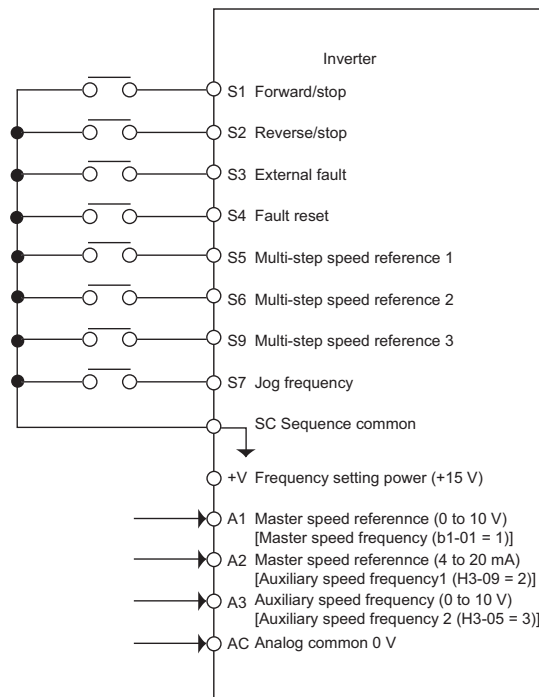 Inverter
S1 Forward/stop
S2 Reverse/stop
S3 External fault
S4 Fault reset
S5 Multi-step speed reference 1
S6 Multi-step speed reference 2
S9 Multi-step speed reference 3
S7 Jog frequency
SC Sequence common
+V Frequency setting power (+15 V)
A1 Master speed referennce (0 to 10 V)
[Master speed frequency (b1-01 = 1)]
A2 Master speed referennce (4 to 20 mA)
[Auxiliary speed frequency1 (H3-09 = 2)]
A3 Auxiliary speed frequency (0 to 10 V)
[Auxiliary speed frequency 2 (H3-05 = 3)]
AC Analog common 0 V